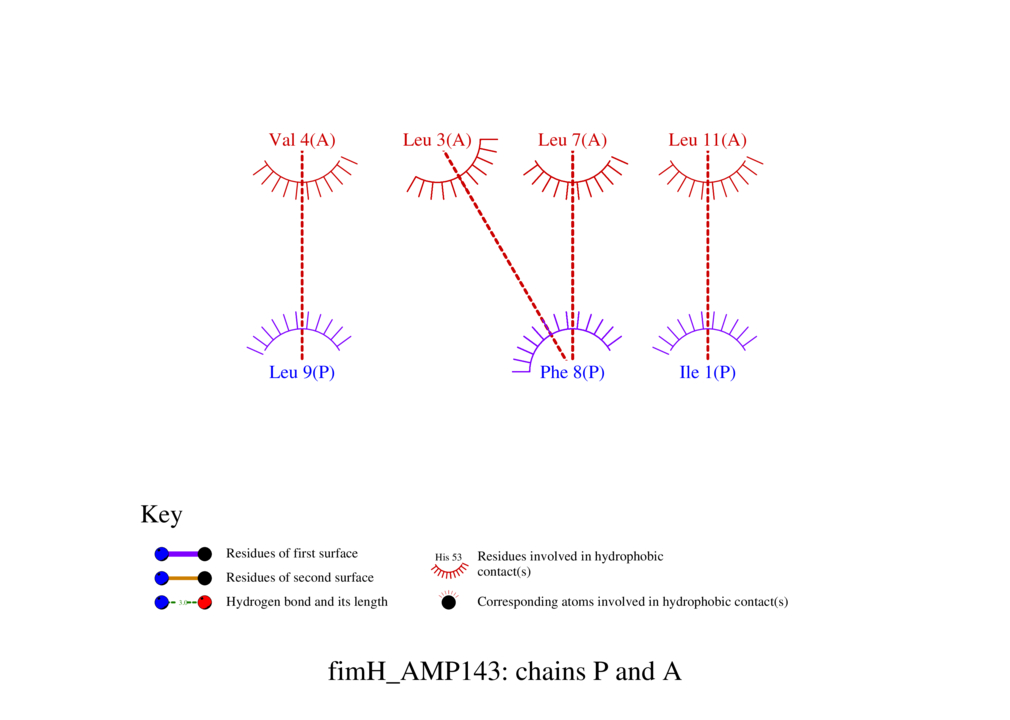 Val 4(A) Leu 3(A) Leu 7(A) Leu 11(A)
Leu 9(P) Phe 8(P) Ile 1(P)
Key
Residues of first surface
Residues of second surface
3.0
Hydrogen bond and its length
His 53
Residues involved in hydrophobic
contact(s)
Corresponding atoms involved in hydrophobic contact(s)
fimH_AMP143: chains P and A